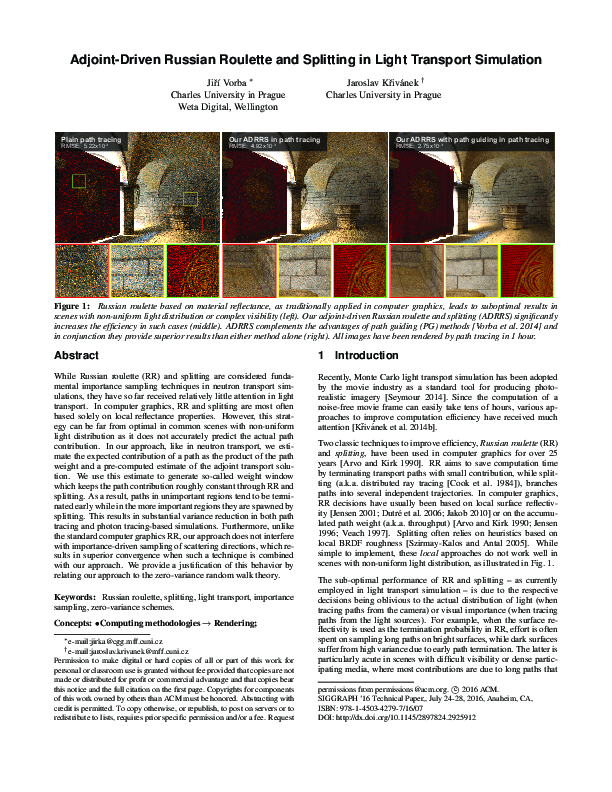 Adjoint-Driven Russian Roulette and Splitting in Light Transport Simulation
Jiří Vorba *
Charles University in Prague
Weta Digital, Wellington
Jaroslav Křivánek †
Charles University in Prague
Plain path tracing
RMSE: 5.22x10⁻³
Our ADRRS in path tracing
RMSE: 4.92x10⁻³
Our ADRRS with path guiding in path tracing
RMSE: 2.75x10⁻³
Figure 1: Russian roulette based on material reflectance, as traditionally applied in computer graphics, leads to suboptimal results in
scenes with non-uniform light distribution or complex visibility (left). Our adjoint-driven Russian roulette and splitting (ADRRS) significantly
increases the efficiency in such cases (middle). ADRRS complements the advantages of path guiding (PG) methods [Vorba et al. 2014] and
in conjunction they provide superior results than either method alone (right). All images have been rendered by path tracing in 1 hour.
Abstract
While Russian roulette (RR) and splitting are considered funda-
mental importance sampling techniques in neutron transport sim-
ulations, they have so far received relatively little attention in light
transport. In computer graphics, RR and splitting are most often
based solely on local reflectance properties. However, this strat-
egy can be far from optimal in common scenes with non-uniform
light distribution as it does not accurately predict the actual path
contribution. In our approach, like in neutron transport, we esti-
mate the expected contribution of a path as the product of the path
weight and a pre-computed estimate of the adjoint transport solu-
tion. We use this estimate to generate so-called weight window
which keeps the path contribution roughly constant through RR and
splitting. As a result, paths in unimportant regions tend to be termi-
nated early while in the more important regions they are spawned by
splitting. This results in substantial variance reduction in both path
tracing and photon tracing-based simulations. Futhermore, unlike
the standard computer graphics RR, our approach does not interfere
with importance-driven sampling of scattering directions, which re-
sults in superior convergence when such a technique is combined
with our approach. We provide a justification of this behavior by
relating our approach to the zero-variance random walk theory.
Keywords: Russian roulette, splitting, light transport, importance
sampling, zero-variance schemes.
Concepts: •Computing methodologies → Rendering;
*e-mail:jirka@cgg.mff.cuni.cz
†e-mail:jaroslav.krivanek@mff.cuni.cz
Permission to make digital or hard copies of all or part of this work for
personal or classroom use is granted without fee provided that copies are not
made or distributed for profit or commercial advantage and that copies bear
this notice and the full citation on the first page. Copyrights for components
of this work owned by others than ACM must be honored. Abstracting with
credit is permitted. To copy otherwise, or republish, to post on servers or to
redistribute to lists, requires prior specific permission and/or a fee. Request
1 Introduction
Recently, Monte Carlo light transport simulation has been adopted
by the movie industry as a standard tool for producing photo-
realistic imagery [Seymour 2014]. Since the computation of a
noise-free movie frame can easily take tens of hours, various ap-
proaches to improve computation efficiency have received much
attention [Křivánek et al. 2014b].
Two classic techniques to improve efficiency, Russian roulette (RR)
and splitting, have been used in computer graphics for over 25
years [Arvo and Kirk 1990]. RR aims to save computation time
by terminating transport paths with small contribution, while split-
ting (a.k.a. distributed ray tracing [Cook et al. 1984]), branches
paths into several independent trajectories. In computer graphics,
RR decisions have usually been based on local surface reflectiv-
ity [Jensen 2001; Dutré et al. 2006; Jakob 2010] or on the accumu-
lated path weight (a.k.a. throughput) [Arvo and Kirk 1990; Jensen
1996; Veach 1997]. Splitting often relies on heuristics based on
local BRDF roughness [Szirmay-Kalos and Antal 2005]. While
simple to implement, these local approaches do not work well in
scenes with non-uniform light distribution, as illustrated in Fig. 1.
The sub-optimal performance of RR and splitting – as currently
employed in light transport simulation – is due to the respective
decisions being oblivious to the actual distribution of light (when
tracing paths from the camera) or visual importance (when tracing
paths from the light sources). For example, when the surface re-
flectivity is used as the termination probability in RR, effort is often
spent on sampling long paths on bright surfaces, while dark surfaces
suffer from high variance due to early path termination. The latter is
particularly acute in scenes with difficult visibility or dense partic-
ipating media, where most contributions are due to long paths that
permissions from permissions@acm.org. © 2016 ACM.
SIGGRAPH '16 Technical Paper,, July 24-28, 2016, Anaheim, CA,
ISBN: 978-1-4503-4279-7/16/07
DOI: http://dx.doi.org/10.1145/2897824.2925912